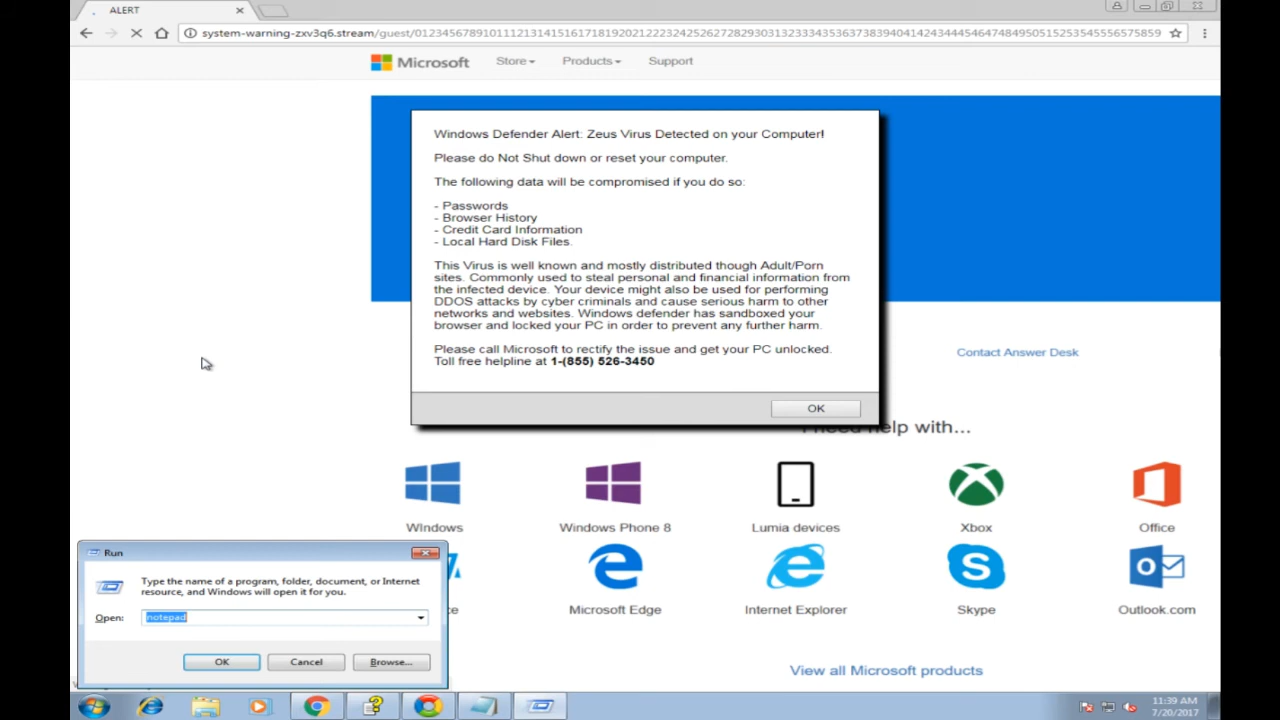 ALERT
system-warning-zxv3q6.stream/guest/
Microsoft Store Products Support
Windows Defender Alert: Zeus Virus Detected on your Computer!
Please do Not Shut down or reset your computer.
The following data will be compromised if you do so:
- Passwords
- Browser History
- Credit Card Information
- Local Hard Disk Files.
This Virus is well known and mostly distributed though Adult/Porn
sites. Commonly used to steal personal and financial information from
the infected device. Your device might also be used for performing
DDOS attacks by cyber criminals and cause serious harm to other
networks and websites. Windows defender has sandboxed your
browser and locked your PC in order to prevent any further harm.
Please call Microsoft to rectify the issue and get your PC unlocked.
Toll free helpline at 1-(855) 526-3450
OK
Contact Answer Desk
need help with...
WIndows Windows Phone 8 Lumia devices Xbox Office
Microsoft Edge Internet Explorer Skype Outlook.com
View all Microsoft products
Run
Type the name of a program, folder, document, or Internet
resource, and Windows will open it for you.
Open: notepad
OK Cancel Browse...
11:39 AM
7/20/2017